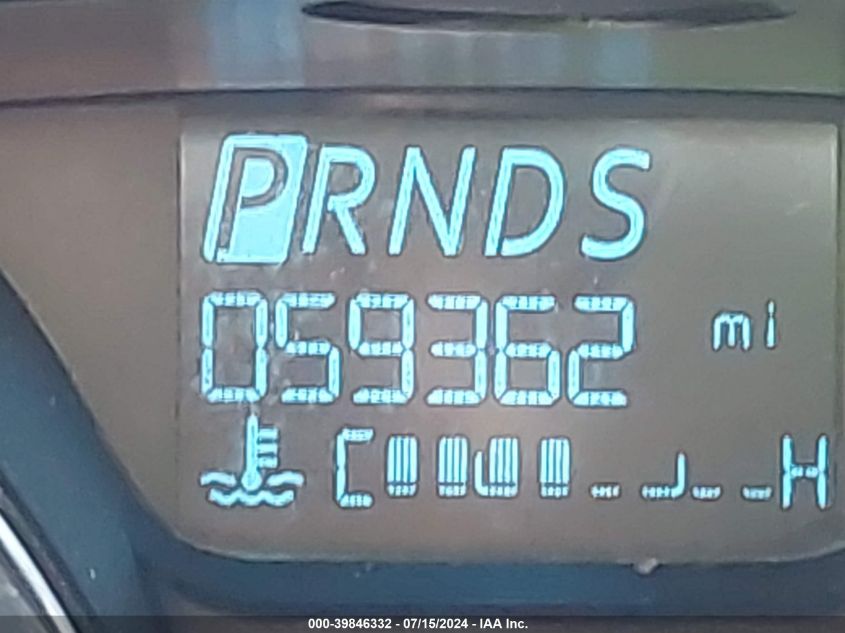 PRNDS
059362 mi
C H
000-39846332 - 07/15/2024 - IAA Inc.